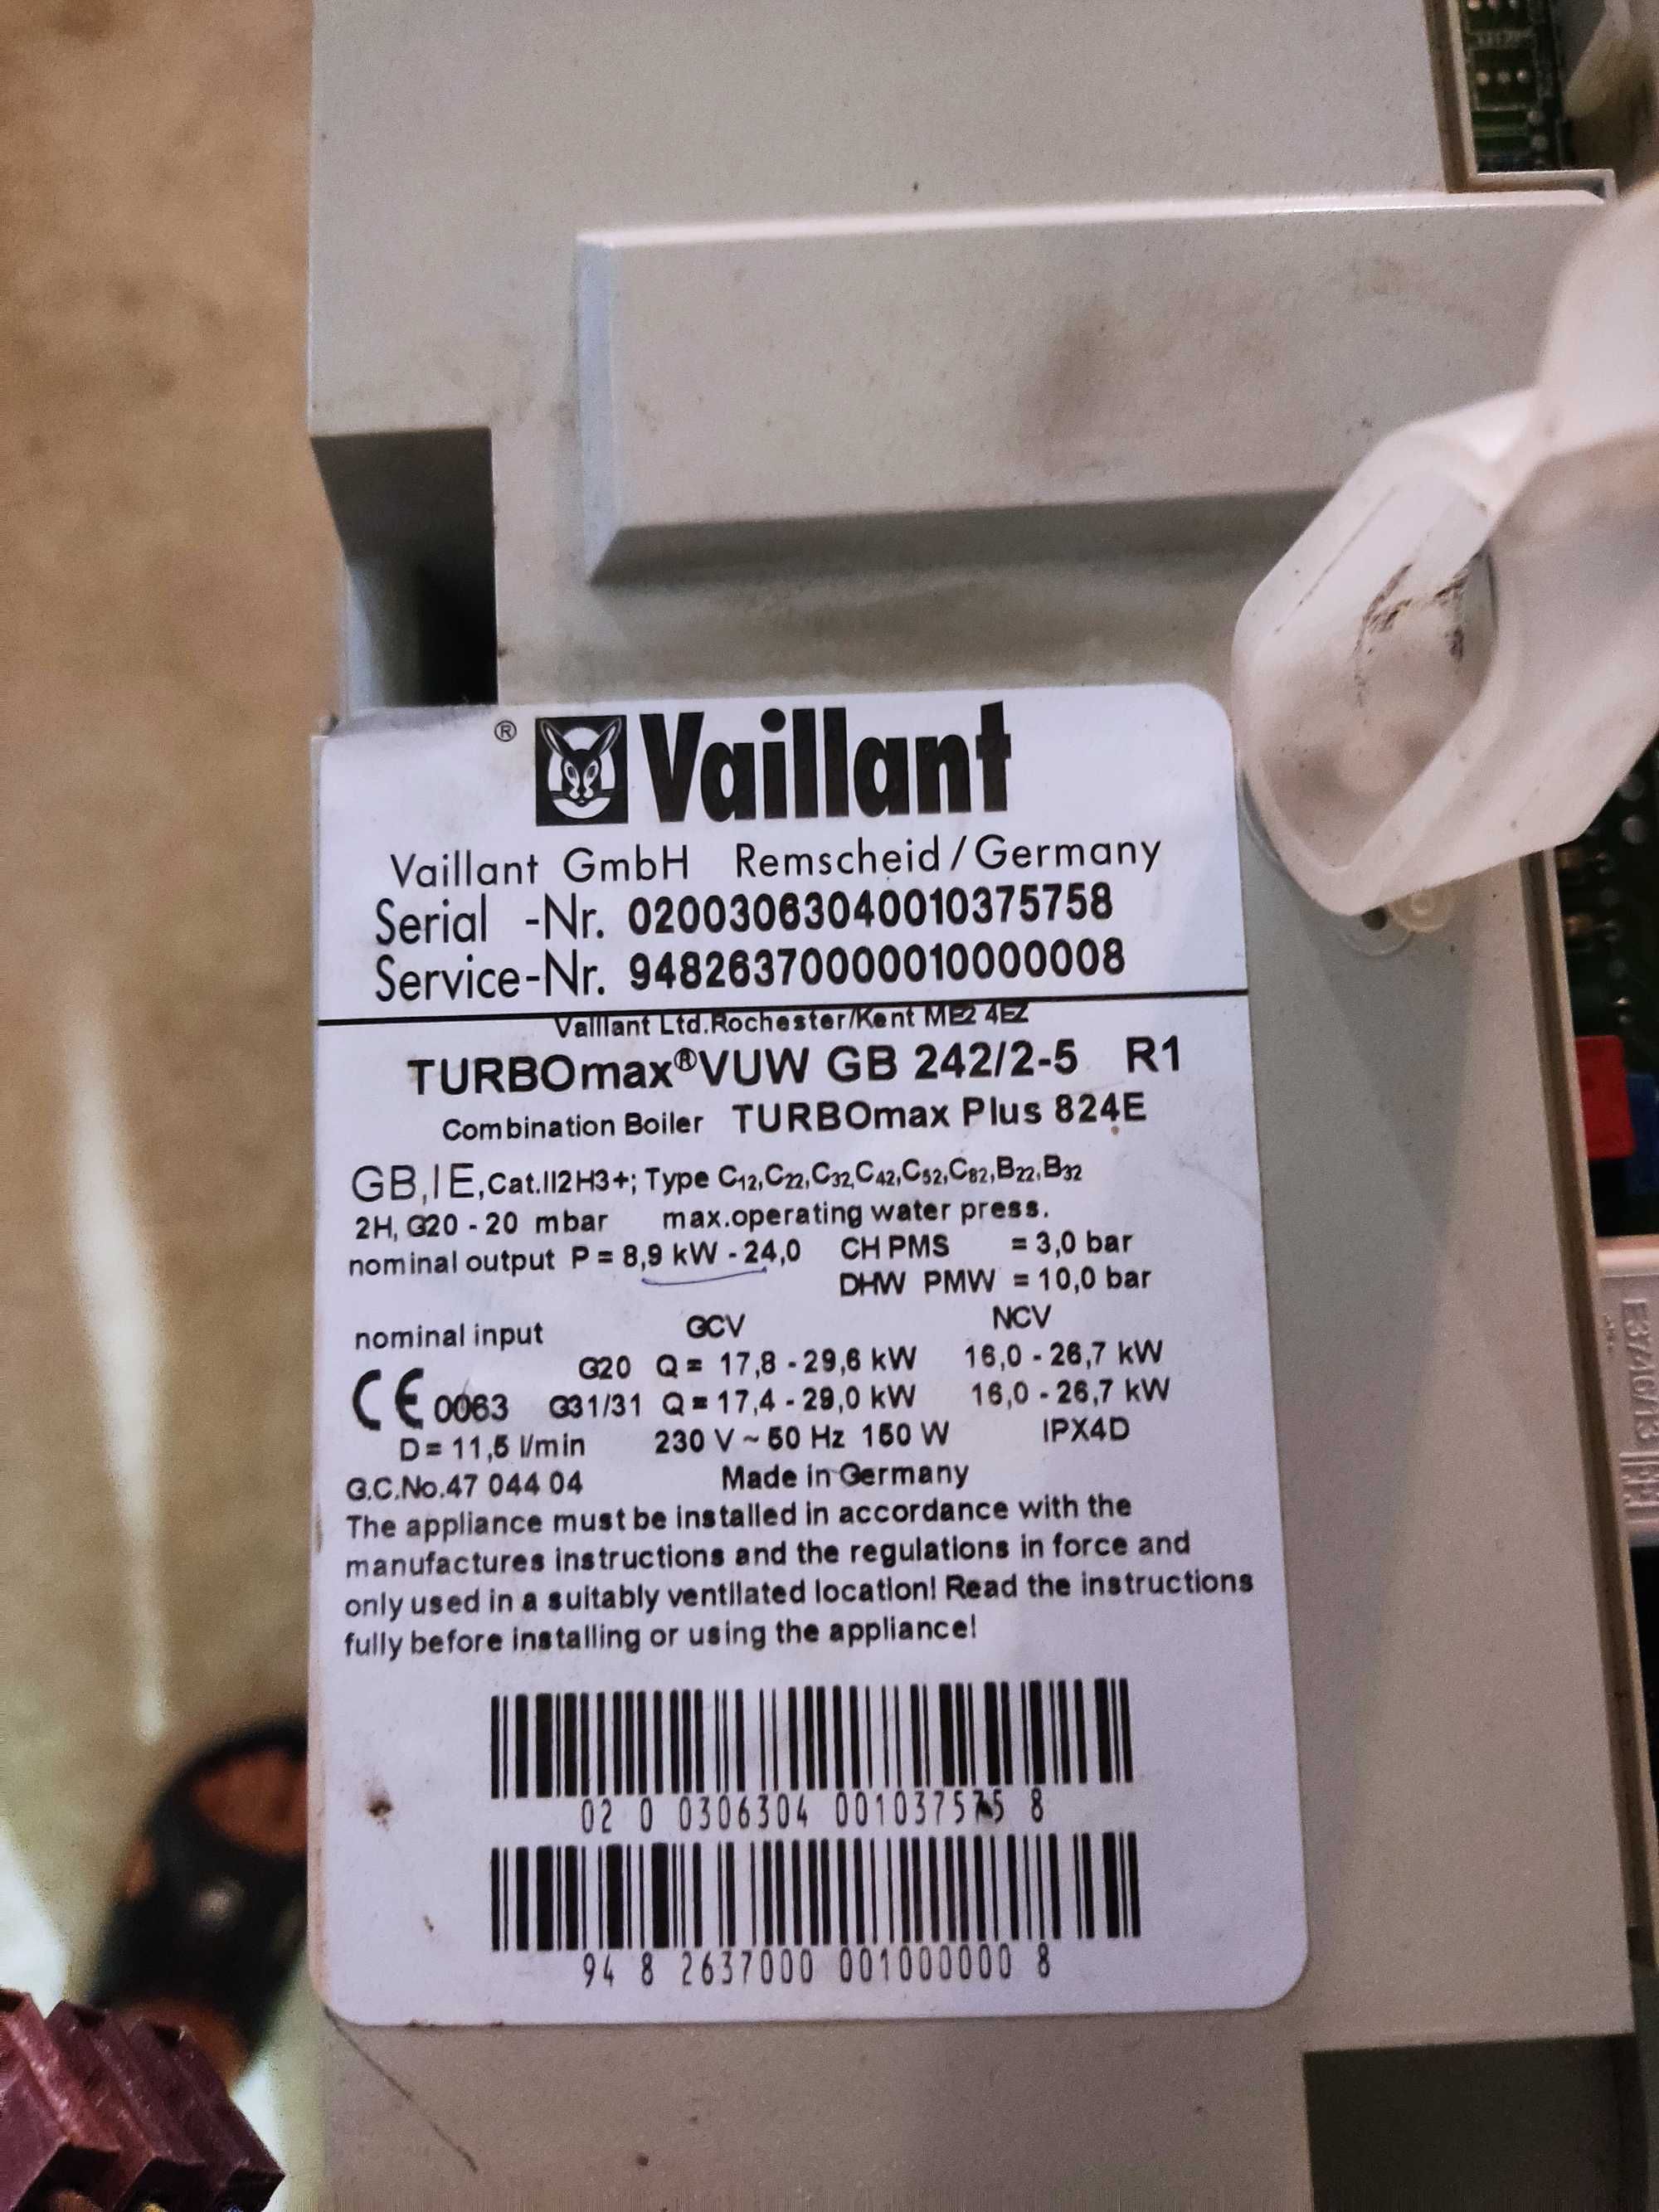 ® Vaillant
Vaillant GmbH Remscheid/Germany
Serial -Nr. 02003063040010375758
Service-Nr. 94826370000010000008
Vaillant Ltd.Rochester/Kent ME2 4EZ
TURBOmax®VUW GB 242/2-5 R1
Combination Boiler TURBOmax Plus 824E
GB,IE,Cat.II2H3+; Type C12,C22,C32,C42,C52,C82,B22,B32
2H, G20 - 20 mbar max.operating water press.
nominal output P = 8,9 kW - 24,0 CH PMS = 3,0 bar
DHW PMW = 10,0 bar
nominal input GCV NCV
G20 Q = 17,8 - 29,6 kW 16,0 - 26,7 kW
CE 0063 G31/31 Q = 17,4 - 29,0 kW 16,0 - 26,7 kW
D = 11,5 l/min 230 V ~ 50 Hz 150 W IPX4D
G.C.No.47 044 04 Made in Germany
The appliance must be installed in accordance with the
manufactures instructions and the regulations in force and
only used in a suitably ventilated location! Read the instructions
fully before installing or using the appliance!
02 0 0306304 001037575 8
94 8 2637000 001000000 8